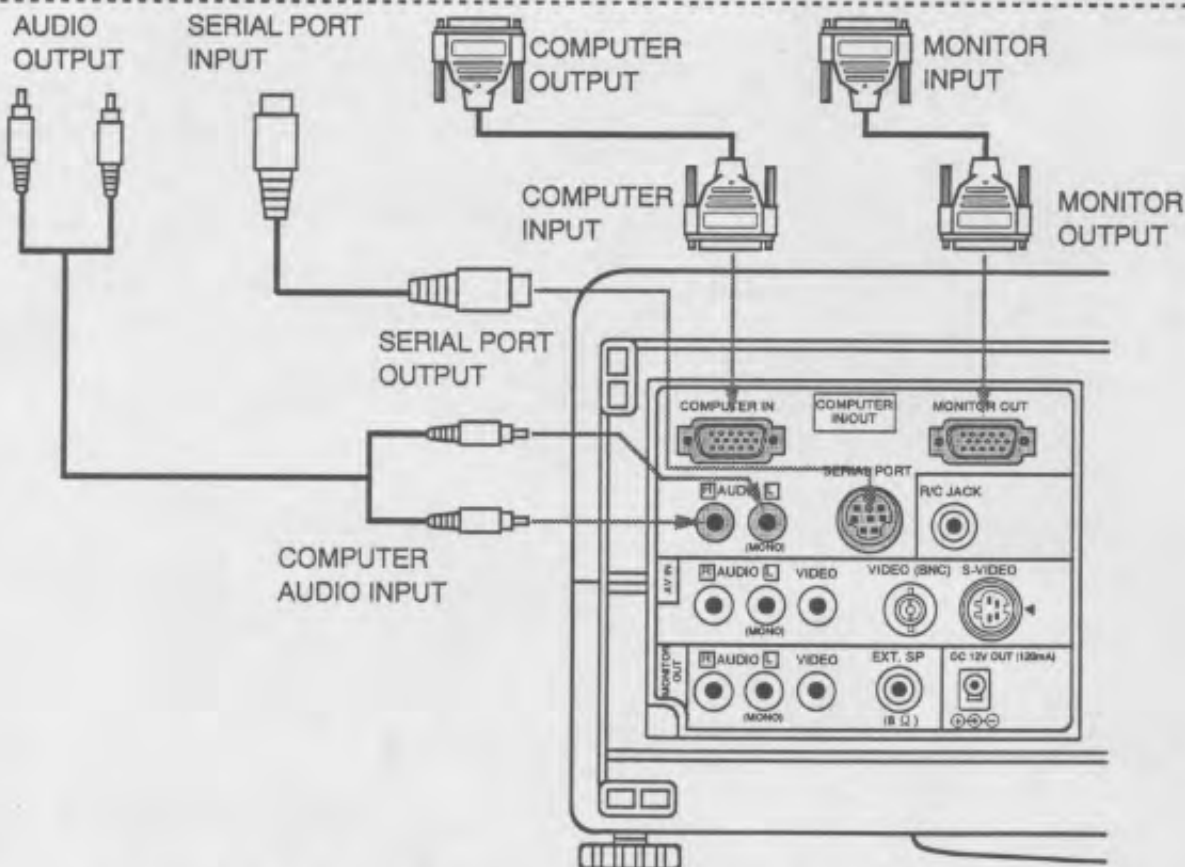 AUDIO
OUTPUT
SERIAL PORT
INPUT
COMPUTER
OUTPUT
MONITOR
INPUT
COMPUTER
INPUT
MONITOR
OUTPUT
SERIAL PORT
OUTPUT
COMPUTER
AUDIO INPUT
COMPUTER IN
COMPUTER
IN/OUT
MONITOR OUT
SERIAL PORT
R AUDIO L
(MONO)
R/C JACK
AV IN
R AUDIO L
(MONO)
VIDEO
VIDEO (BNC)
S-VIDEO
MONITOR
OUT
R AUDIO L
(MONO)
VIDEO
EXT. SP
(8 Ω)
DC 12V OUT (120mA)